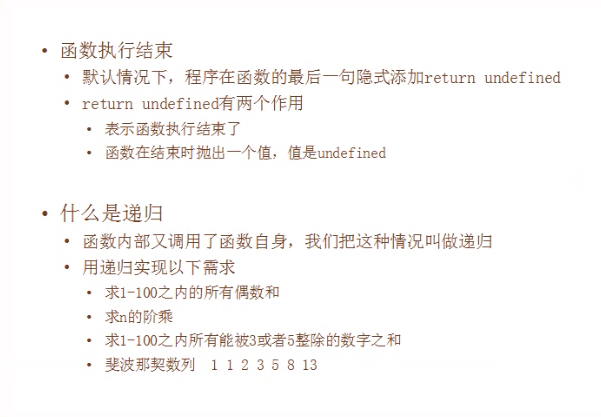 • 函数执行结束
• 默认情况下，程序在函数的最后一句隐式添加return undefined
• return undefined有两个作用
• 表示函数执行结束了
• 函数在结束时抛出一个值，值是undefined
• 什么是递归
• 函数内部又调用了函数自身，我们把这种情况叫做递归
• 用递归实现以下需求
• 求1-100之内的所有偶数和
• 求n的阶乘
• 求1-100之内所有能被3或者5整除的数字之和
• 斐波那契数列 1 1 2 3 5 8 13